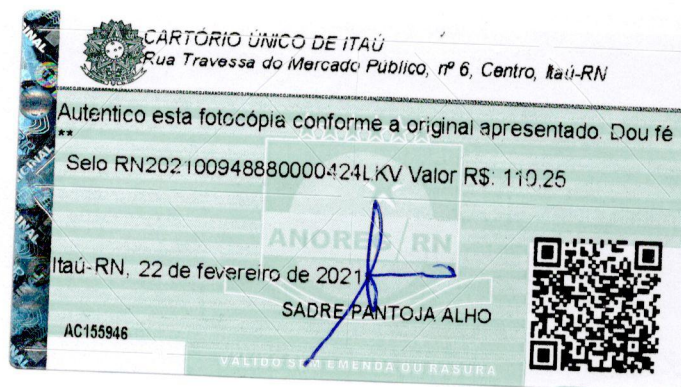 CARTÓRIO ÚNICO DE ITAÚ
Rua Travessa do Mercado Público, nº 6, Centro, Itaú-RN
Autentico esta fotocópia conforme a original apresentado. Dou fé
**
Selo RN202100948880000424LKV Valor R$: 110,25
ANORES/RN
Itaú-RN, 22 de fevereiro de 2021
SADRE PANTOJA ALHO
AC155946
VÁLIDO SEM EMENDA OU RASURA